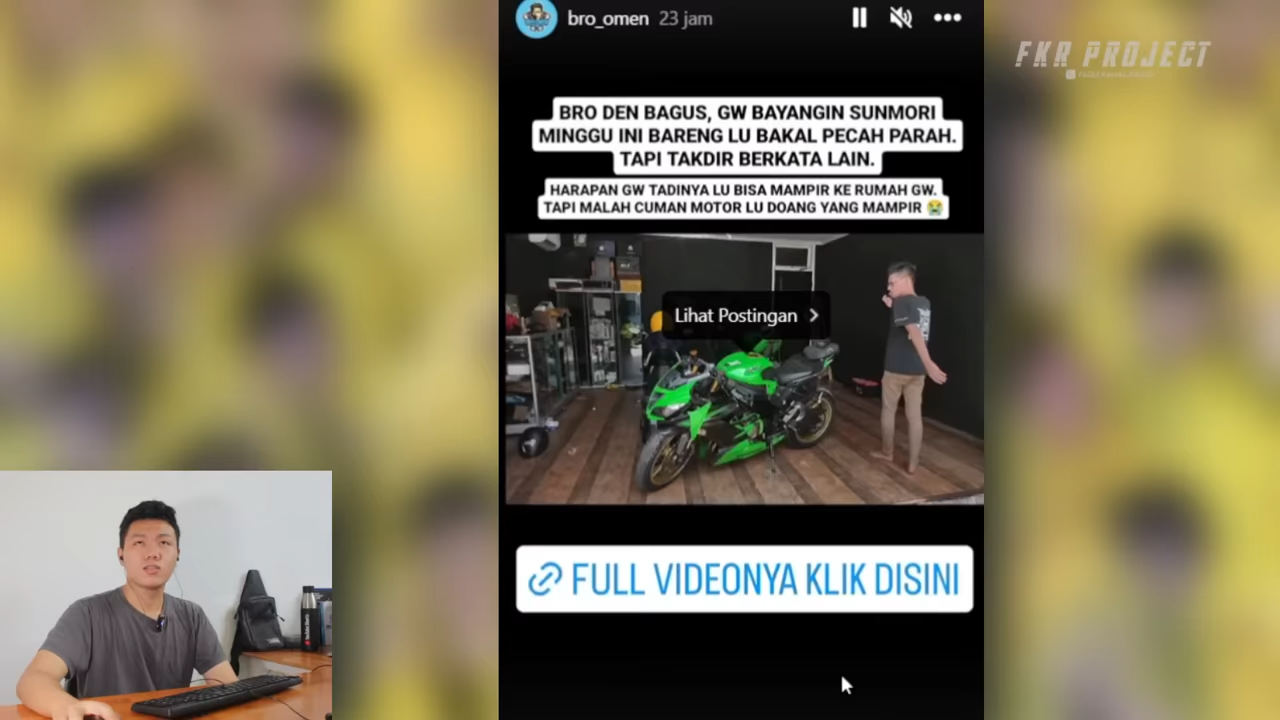 bro_omen 23 jam
FKR PROJECT
BRO DEN BAGUS, GW BAYANGIN SUNMORI
MINGGU INI BARENG LU BAKAL PECAH PARAH.
TAPI TAKDIR BERKATA LAIN.
HARAPAN GW TADINYA LU BISA MAMPIR KE RUMAH GW.
TAPI MALAH CUMAN MOTOR LU DOANG YANG MAMPIR 😭
Lihat Postingan
FULL VIDEONYA KLIK DISINI